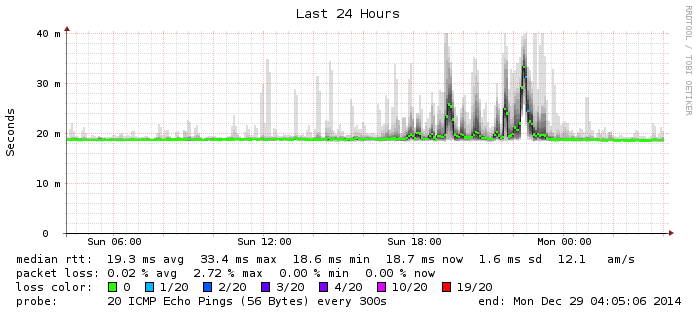 Last 24 Hours
RRDTOOL / TOBI OETIKER
Seconds
40 m
30 m
20 m
10 m
0
Sun 06:00 Sun 12:00 Sun 18:00 Mon 00:00
median rtt: 19.3 ms avg 33.4 ms max 18.6 ms min 18.7 ms now 1.6 ms sd 12.1 am/s
packet loss: 0.02 % avg 2.72 % max 0.00 % min 0.00 % now
loss color: 0 1/20 2/20 3/20 4/20 10/20 19/20
probe: 20 ICMP Echo Pings (56 Bytes) every 300s end: Mon Dec 29 04:05:06 2014